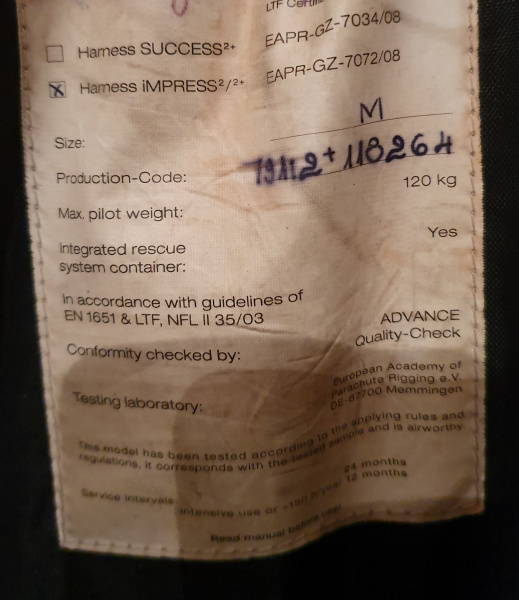 LTF
Harness SUCCESS²⁺ EAPR-GZ-7034/08
Harness iMPRESS²/²⁺ EAPR-GZ-7072/08
Size: M
Production-Code: 118264
Max. pilot weight: 120 kg
Integrated rescue Yes
system container:
In accordance with guidelines of
EN 1651 & LTF, NFL II 35/03
Conformity checked by: ADVANCE
Quality-Check
Testing laboratory: European Academy of
Parachute Rigging e.V.
DE-87700 Memmingen
This model has been tested according to the applying rules and
regulations, it corresponds with the tested sample and is airworthy
Service intervals: 24 months
intensive use or year 12 months
Read manual before use!